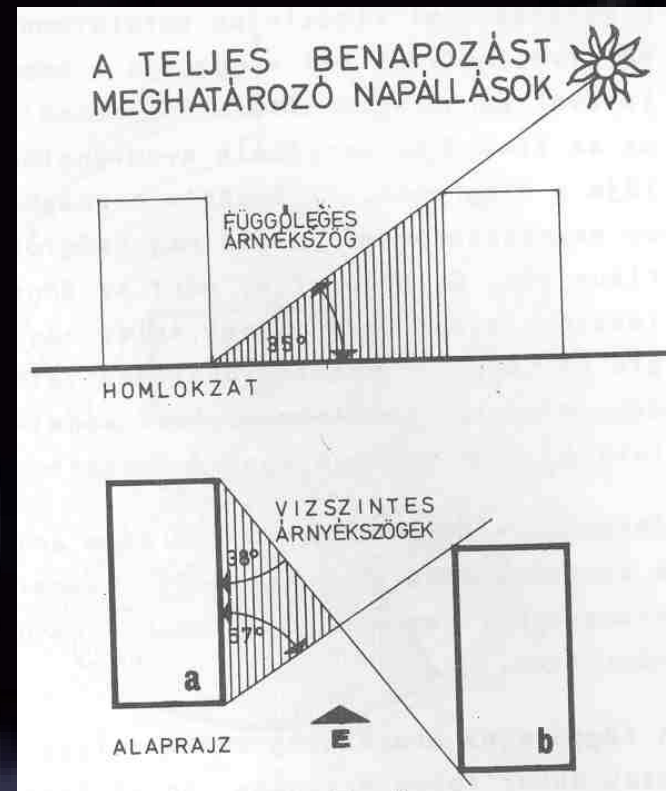 A TELJES BENAPOZÁST
MEGHATÁROZÓ NAPÁLLÁSOK
FÜGGŐLEGES
ÁRNYÉKSZÖG
35°
HOMLOKZAT
VIZSZINTES
ÁRNYÉKSZÖGEK
38°
57°
a
b
E
ALAPRAJZ